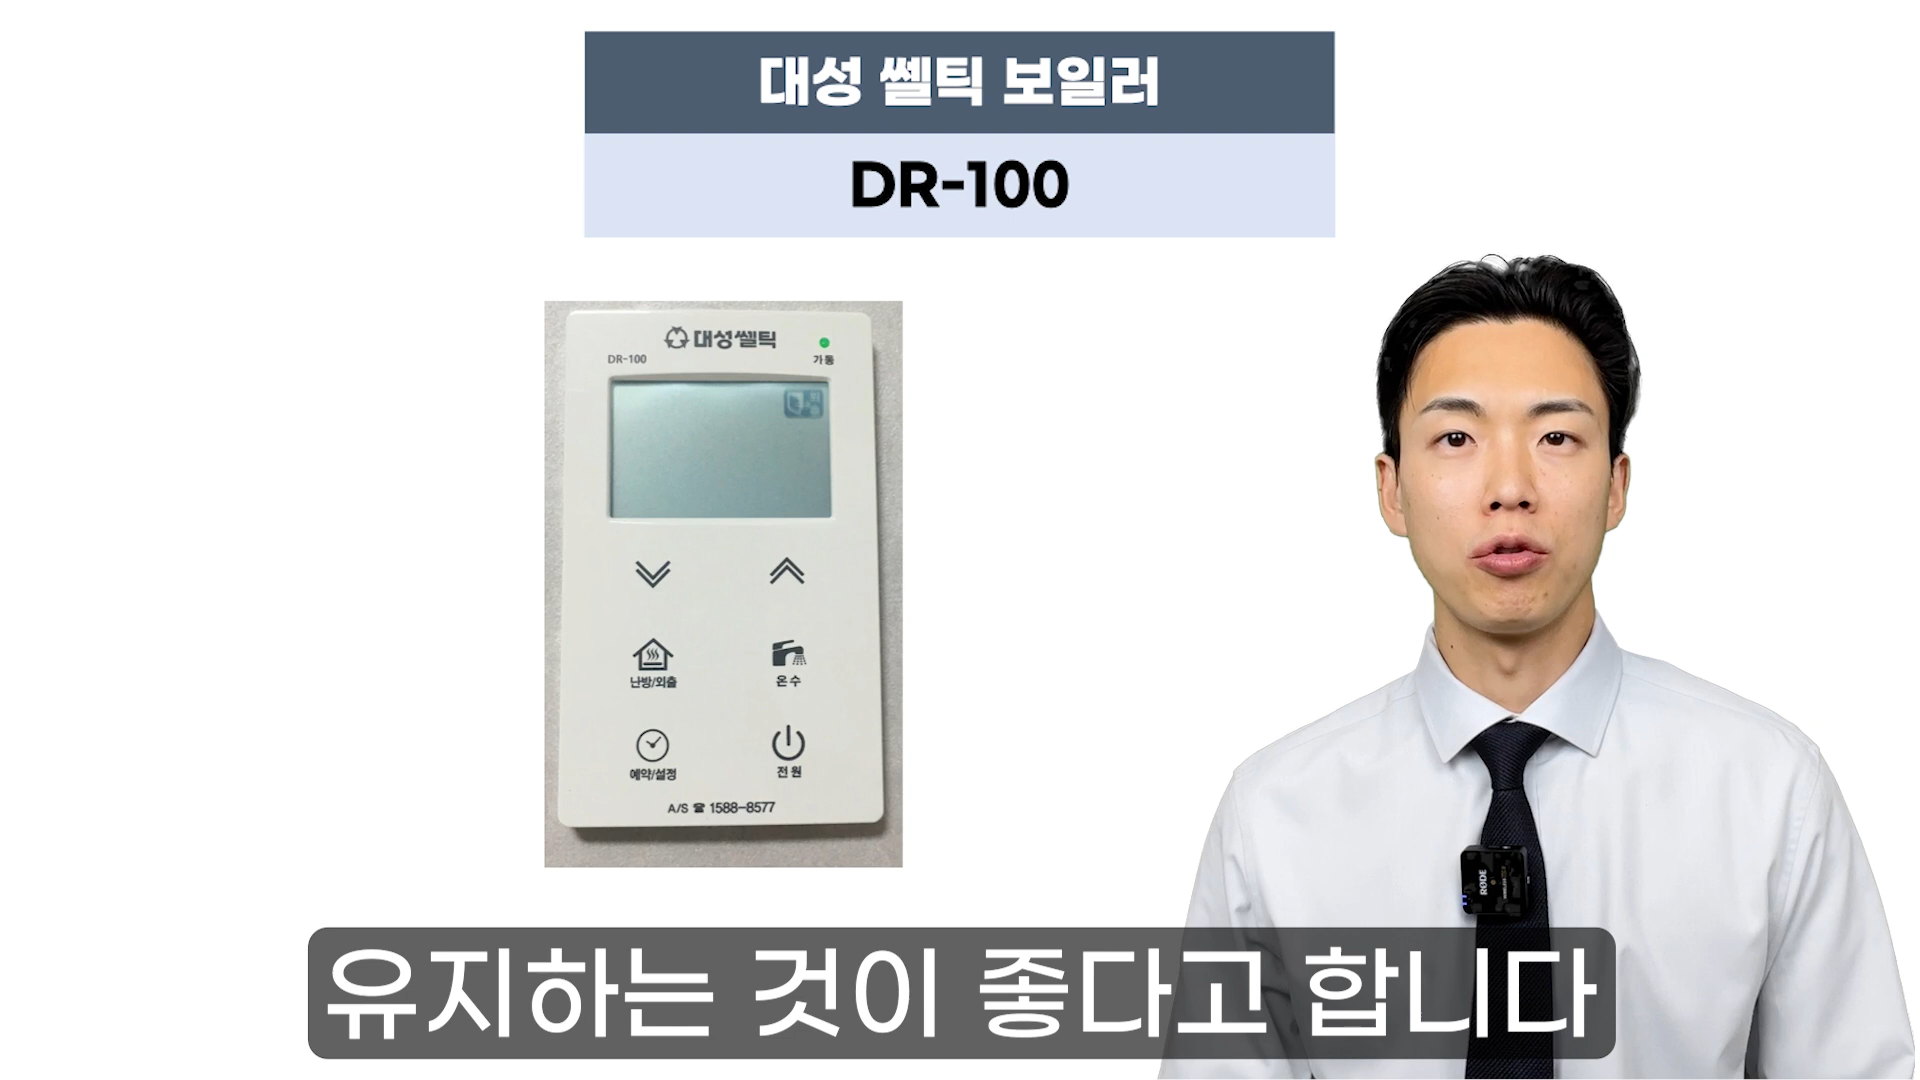 대성 쎌틱 보일러
DR-100
대성쎌틱
DR-100
가동
외출
난방/외출
온수
예약/설정
전원
A/S ☎ 1588-8577
RØDE
유지하는 것이 좋다고 합니다